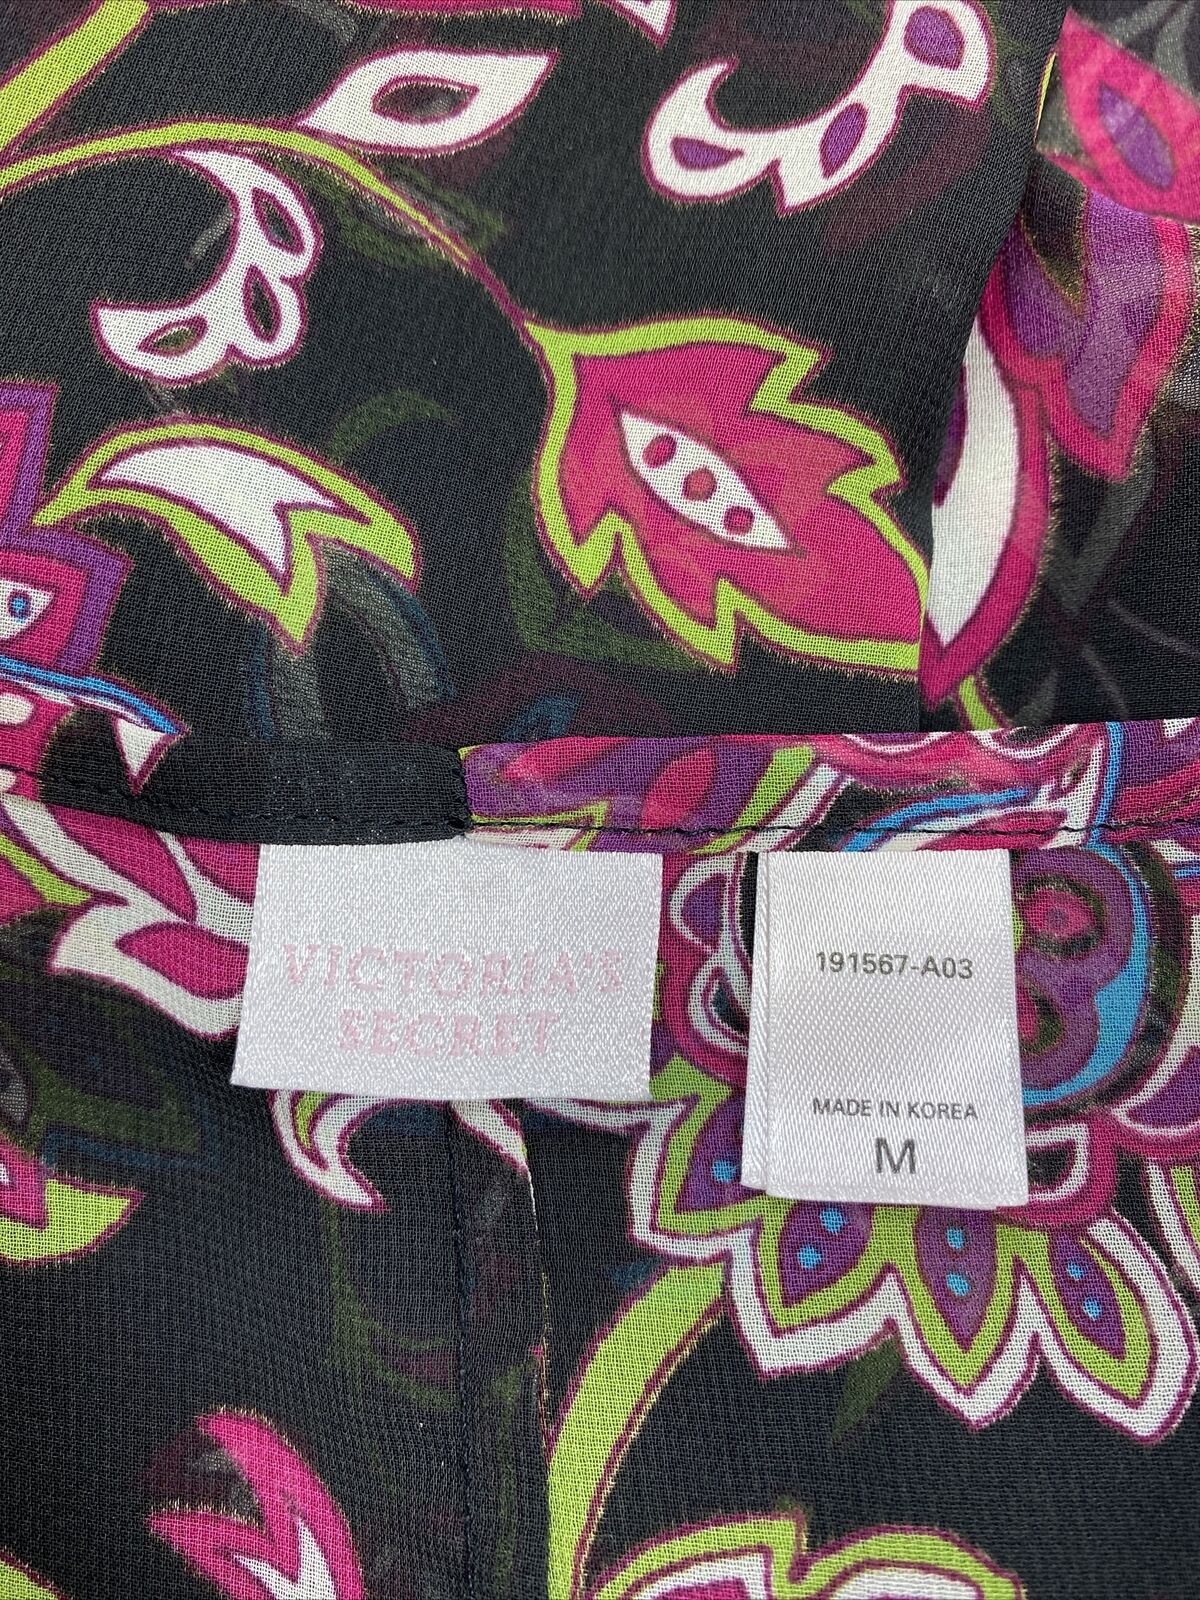 VICTORIA'S
SECRET
191567-A03
MADE IN KOREA
M